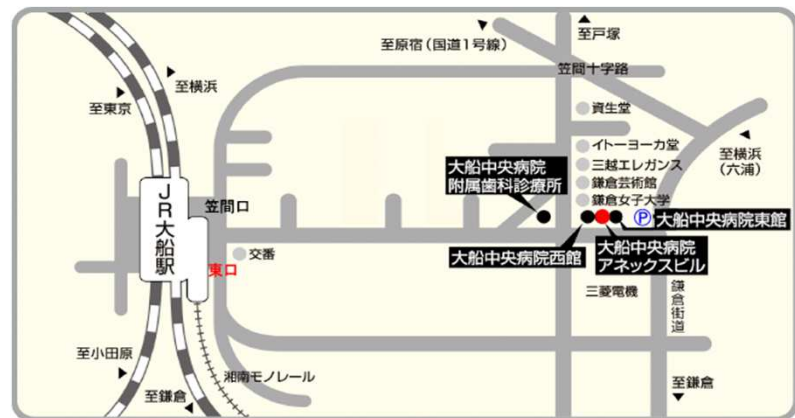 至戸塚
至原宿(国道1号線)
笠間十字路
至横浜
至東京
資生堂
イトーヨーカ堂
三越エレガンス
鎌倉芸術館
鎌倉女子大学
至横浜
(六浦)
大船中央病院
附属歯科診療所
JR大船駅
笠間口
東口
交番
大船中央病院西館
P
大船中央病院東館
大船中央病院
アネックスビル
三菱電機
鎌倉街道
至小田原
湘南モノレール
至鎌倉
至鎌倉